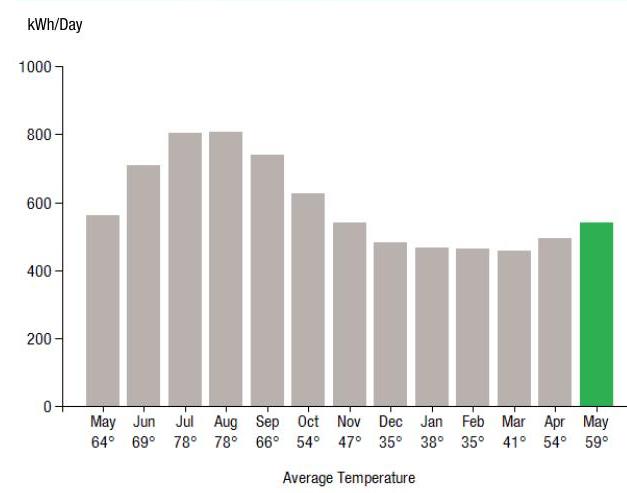 kWh/Day
1000
800
600
400
200
0
May Jun Jul Aug Sep Oct Nov Dec Jan Feb Mar Apr May
64° 69° 78° 78° 66° 54° 47° 35° 38° 35° 41° 54° 59°
Average Temperature